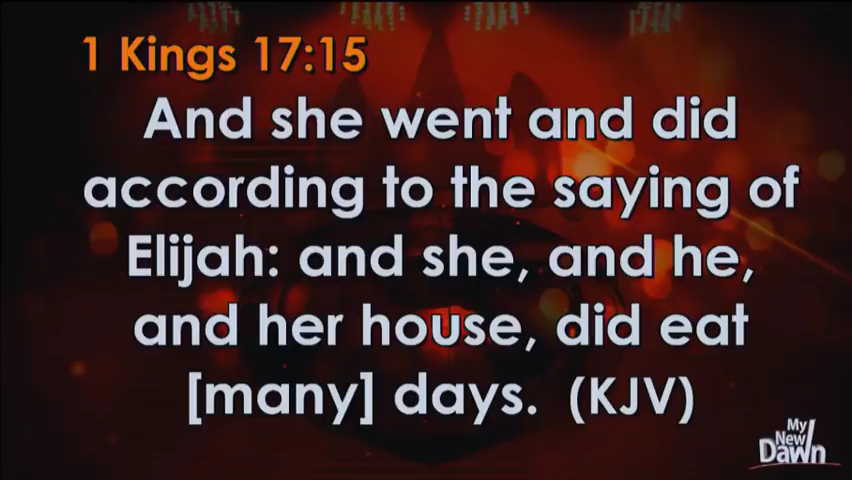 1 Kings 17:15
And she went and did
according to the saying of
Elijah: and she, and he,
and her house, did eat
[many] days. (KJV)
My
New
Dawn